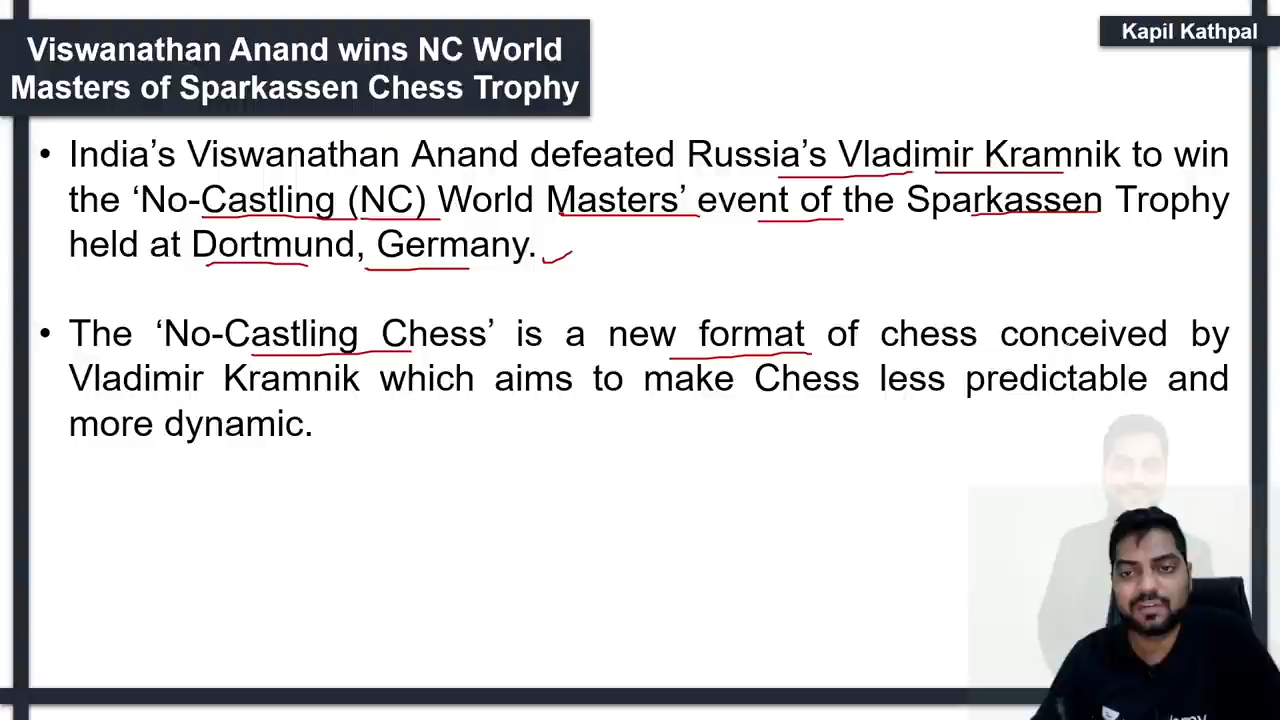 Viswanathan Anand wins NC World
Masters of Sparkassen Chess Trophy
Kapil Kathpal
• India’s Viswanathan Anand defeated Russia’s Vladimir Kramnik to win
the ‘No-Castling (NC) World Masters’ event of the Sparkassen Trophy
held at Dortmund, Germany.
• The ‘No-Castling Chess’ is a new format of chess conceived by
Vladimir Kramnik which aims to make Chess less predictable and
more dynamic.